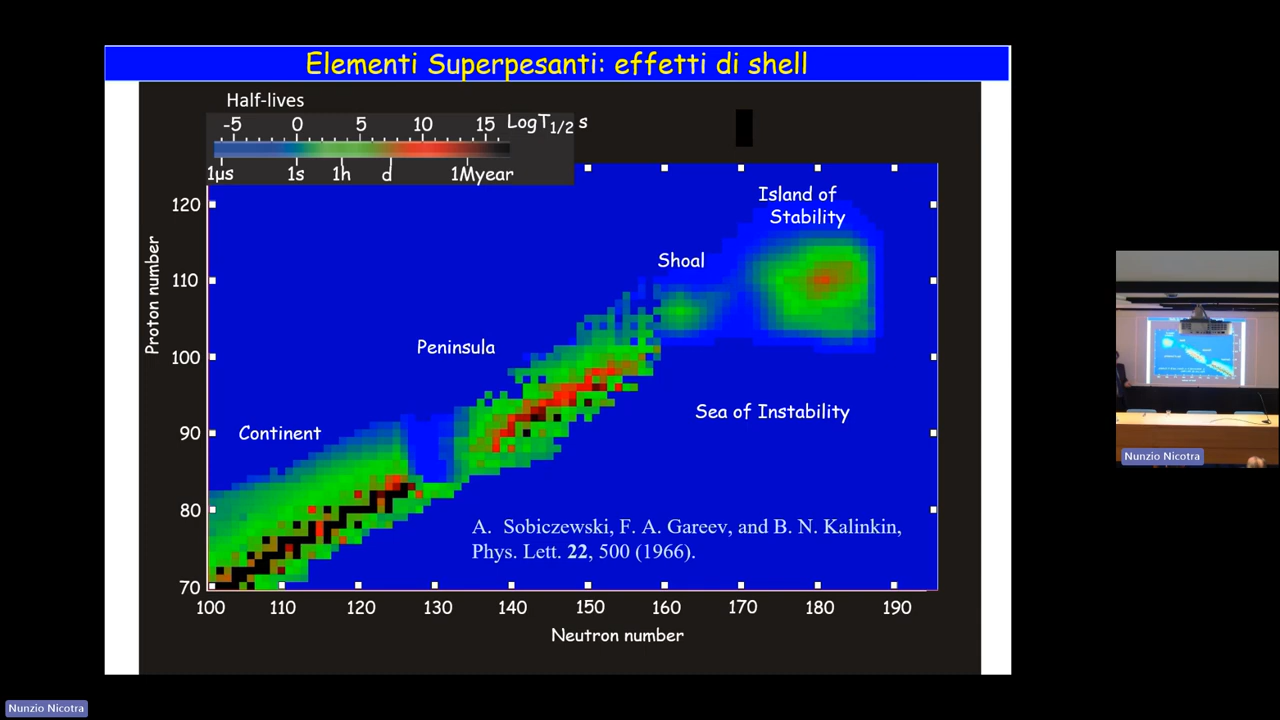 Elementi Superpesanti: effetti di shell
Half-lives
-5 0 5 10 15 LogT1/2 s
1µs 1s 1h d 1Myear
Island of
Stability
120
Shoal
110
Proton number
Peninsula
100
Sea of Instability
Continent
90
80
A. Sobiczewski, F. A. Gareev, and B. N. Kalinkin,
Phys. Lett. 22, 500 (1966).
70
100 110 120 130 140 150 160 170 180 190
Neutron number
Nunzio Nicotra
Nunzio Nicotra